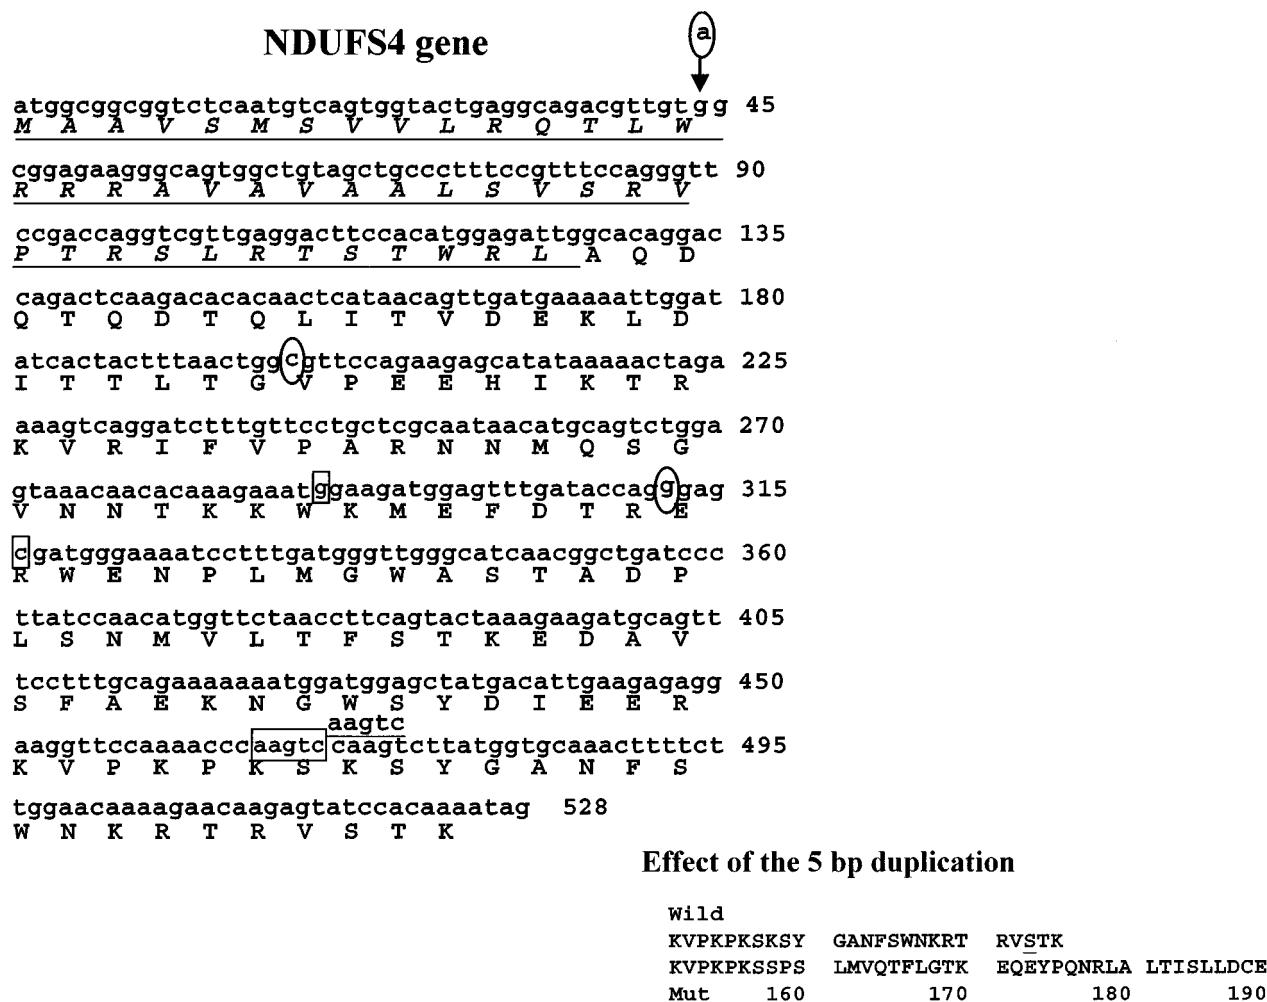 NDUFS4 gene
a
atggcggcggtctcaatgtcagtggtactgaggcagacgttgtgg 45
M A A V S M S V V L R Q T L W
cggagaagggcagtggctgtagctgccctttccgtttccagggtt 90
R R R A V A V A A L S V S R V
ccgaccaggtcgttgaggacttccacatggagattggcacaggac 135
P T R S L R T S T W R L A Q D
cagactcaagacacacaactcataacagttgatgaaaaattggat 180
Q T Q D T Q L I T V D E K L D
atcactactttaactggcgttccagaagagcatataaaaactaga 225
I T T L T G V P E E H I K T R
aaagtcaggatctttgttcctgctcgcaataacatgcagtctgga 270
K V R I F V P A R N N M Q S G
gtaaacaacacaaagaaatggaagatggagtttgataccagggag 315
V N N T K K W K M E F D T R E
cgatgggaaaatcctttgatgggttgggcatcaacggctgatccc 360
R W E N P L M G W A S T A D P
ttatccaacatggttctaaccttcagtactaaagaagatgcagtt 405
L S N M V L T F S T K E D A V
tcctttgcagaaaaaaatggatggagctatgacattgaagagagg 450
S F A E K N G W S Y D I E E R
aagtc
aaggttccaaaacccaagtccaagtcttatggtgcaaacttttct 495
K V P K P K S K S Y G A N F S
tggaacaaaagaacaagagtatccacaaaatag 528
W N K R T R V S T K
Effect of the 5 bp duplication
Wild
KVPKPKSKSY GANFSWNKRT RVSTK
KVPKPKSSPS LMVQTFLGTK EQEYPQNRLA LTISLLDCE
Mut 160 170 180 190